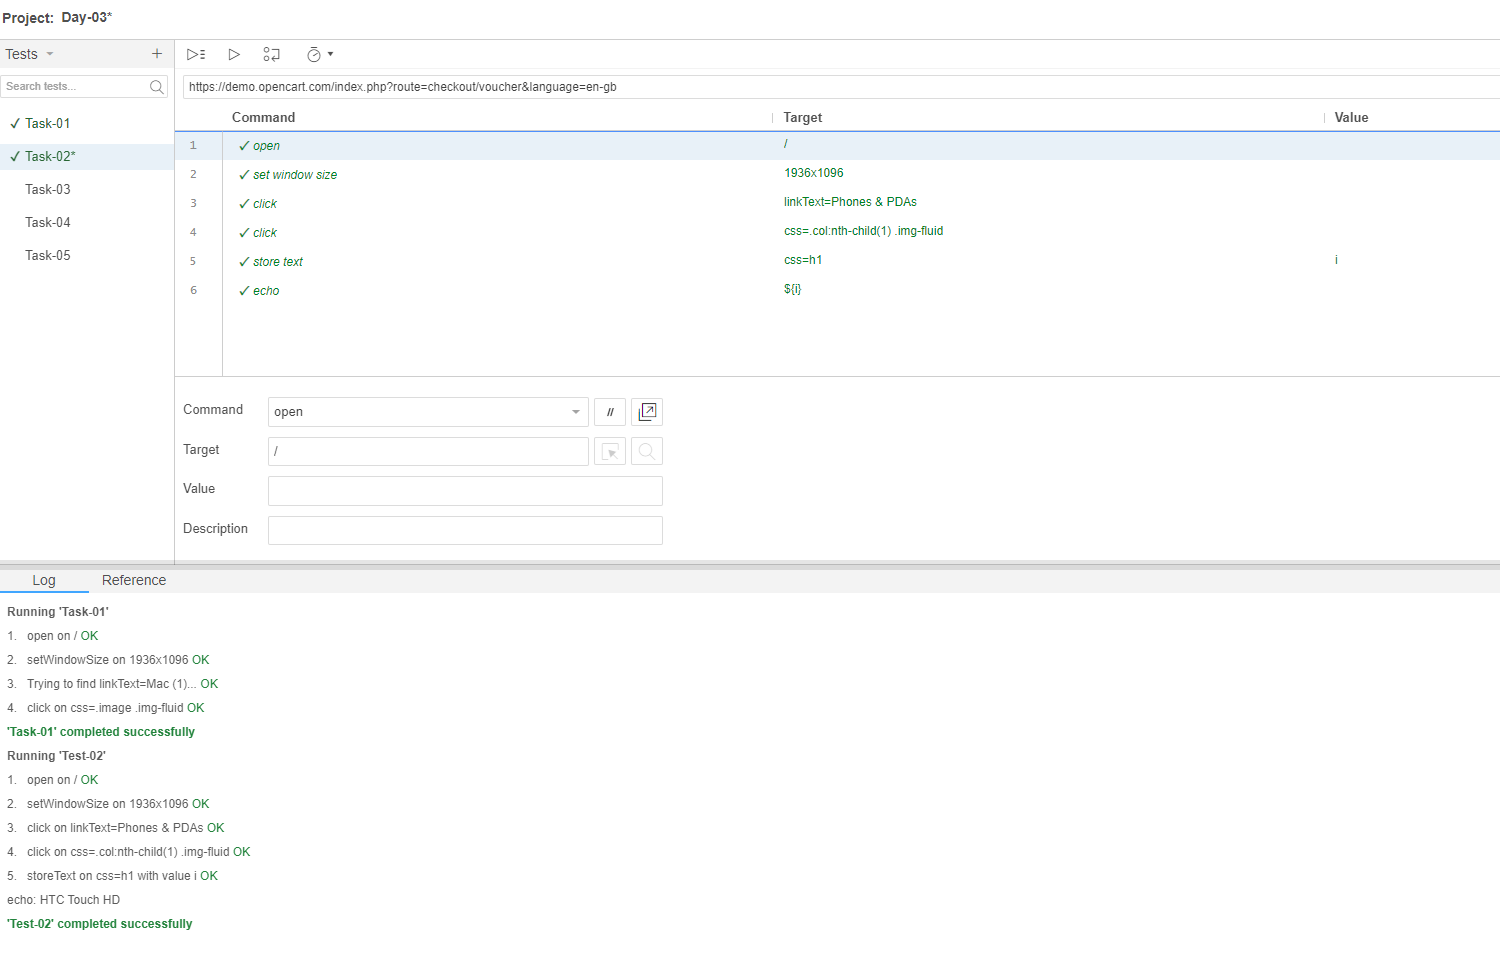 Project: Day-03*
Tests
+
Search tests...
✓ Task-01
✓ Task-02*
Task-03
Task-04
Task-05
https://demo.opencart.com/index.php?route=checkout/voucher&language=en-gb
Command Target Value
1 ✓ open /
2 ✓ set window size 1936x1096
3 ✓ click linkText=Phones & PDAs
4 ✓ click css=.col:nth-child(1) .img-fluid
5 ✓ store text css=h1 i
6 ✓ echo ${i}
Command open //
Target /
Value
Description
Log Reference
Running 'Task-01'
1. open on / OK
2. setWindowSize on 1936x1096 OK
3. Trying to find linkText=Mac (1)... OK
4. click on css=.image .img-fluid OK
'Task-01' completed successfully
Running 'Test-02'
1. open on / OK
2. setWindowSize on 1936x1096 OK
3. click on linkText=Phones & PDAs OK
4. click on css=.col:nth-child(1) .img-fluid OK
5. storeText on css=h1 with value i OK
echo: HTC Touch HD
'Test-02' completed successfully